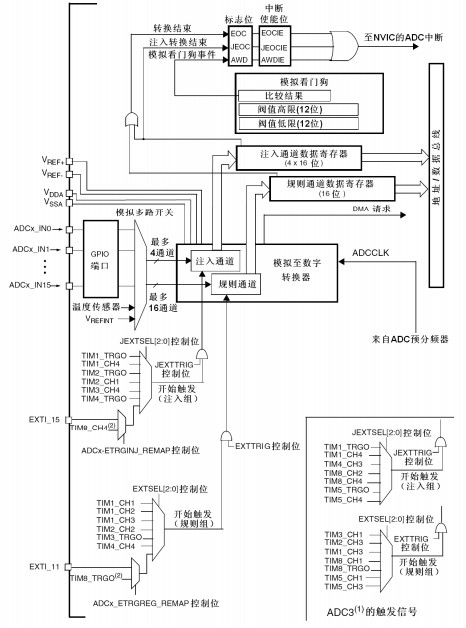 标志位
中断
使能位
转换结束
注入转换结束
模拟看门狗事件
EOC
JEOC
AWD
EOCIE
JEOCIE
AWDIE
至NVIC的ADC中断
模拟看门狗
比较结果
阀值高限(12位)
阀值低限(12位)
地址/数据总线
注入通道数据寄存器
(4 x 16 位)
规则通道数据寄存器
(16 位)
VREF+
VREF-
VDDA
VSSA
DMA 请求
模拟多路开关
ADCx_IN0
ADCx_IN1
ADCx_IN15
GPIO
端口
最多
4通道
注入通道
规则通道
模拟至数字
转换器
ADCCLK
最多
16通道
温度传感器
VREFINT
来自ADC预分频器
JEXTSEL[2:0]控制位
TIM1_TRGO
TIM1_CH4
TIM2_TRGO
TIM2_CH1
TIM3_CH4
TIM4_TRGO
JEXTTRIG
控制位
开始触发
(注入组)
EXTI_15
TIM8_CH4(2)
ADCx-ETRGINJ_REMAP控制位
EXTTRIG控制位
EXTSEL[2:0]控制位
TIM1_CH1
TIM1_CH2
TIM1_CH3
TIM2_CH2
TIM3_TRGO
TIM4_CH4
开始触发
(规则组)
EXTI_11
TIM8_TRGO(2)
ADCx_ETRGREG_REMAP控制位
JEXTSEL[2:0]控制位
TIM1_TRGO
TIM1_CH4
TIM4_CH3
TIM8_CH2
TIM8_CH4
TIM5_TRGO
TIM5_CH4
JEXTTRIG
控制位
开始触发
(注入组)
EXTSEL[2:0]控制位
TIM3_CH1
TIM2_CH3
TIM1_CH3
TIM8_CH1
TIM8_TRGO
TIM5_CH1
TIM5_CH3
EXTTRIG
控制位
开始触发
(规则组)
ADC3(1)的触发信号